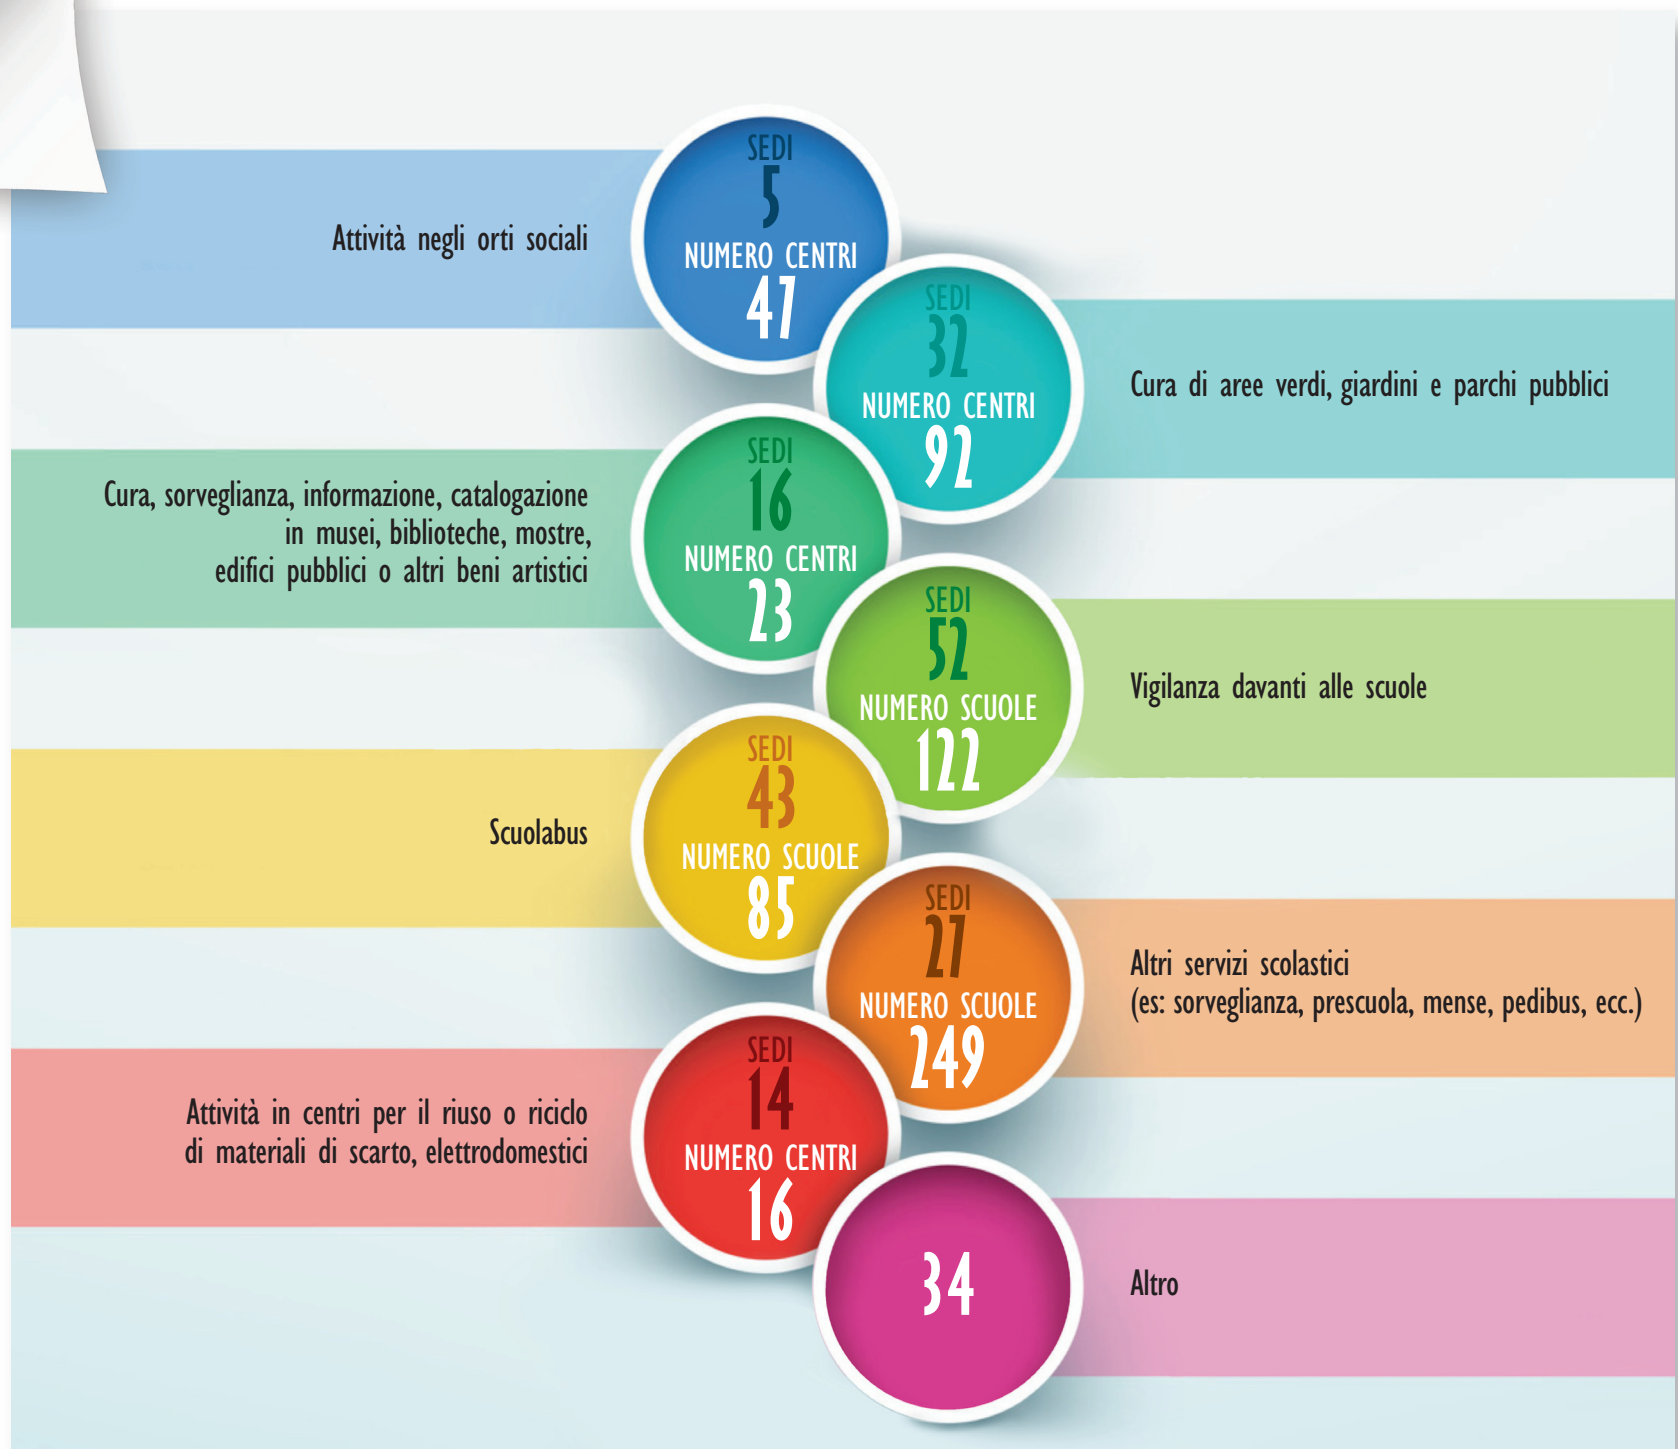 Attività negli orti sociali
SEDI
5
NUMERO CENTRI
47
SEDI
32
NUMERO CENTRI
92
Cura di aree verdi, giardini e parchi pubblici
Cura, sorveglianza, informazione, catalogazione
in musei, biblioteche, mostre,
edifici pubblici o altri beni artistici
SEDI
16
NUMERO CENTRI
23
SEDI
52
NUMERO SCUOLE
122
Vigilanza davanti alle scuole
Scuolabus
SEDI
43
NUMERO SCUOLE
85
SEDI
27
NUMERO SCUOLE
249
Altri servizi scolastici
(es: sorveglianza, prescuola, mense, pedibus, ecc.)
Attività in centri per il riuso o riciclo
di materiali di scarto, elettrodomestici
SEDI
14
NUMERO CENTRI
16
34
Altro